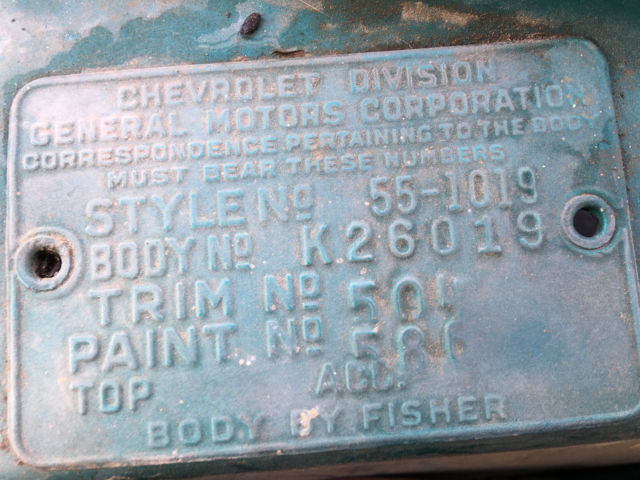 CHEVROLET DIVISION
GENERAL MOTORS CORPORATION
CORRESPONDENCE PERTAINING TO THE BODY
MUST BEAR THESE NUMBERS
STYLE No 55-1019
BODY No K26019
TRIM No
PAINT No
TOP ACC.
BODY BY FISHER